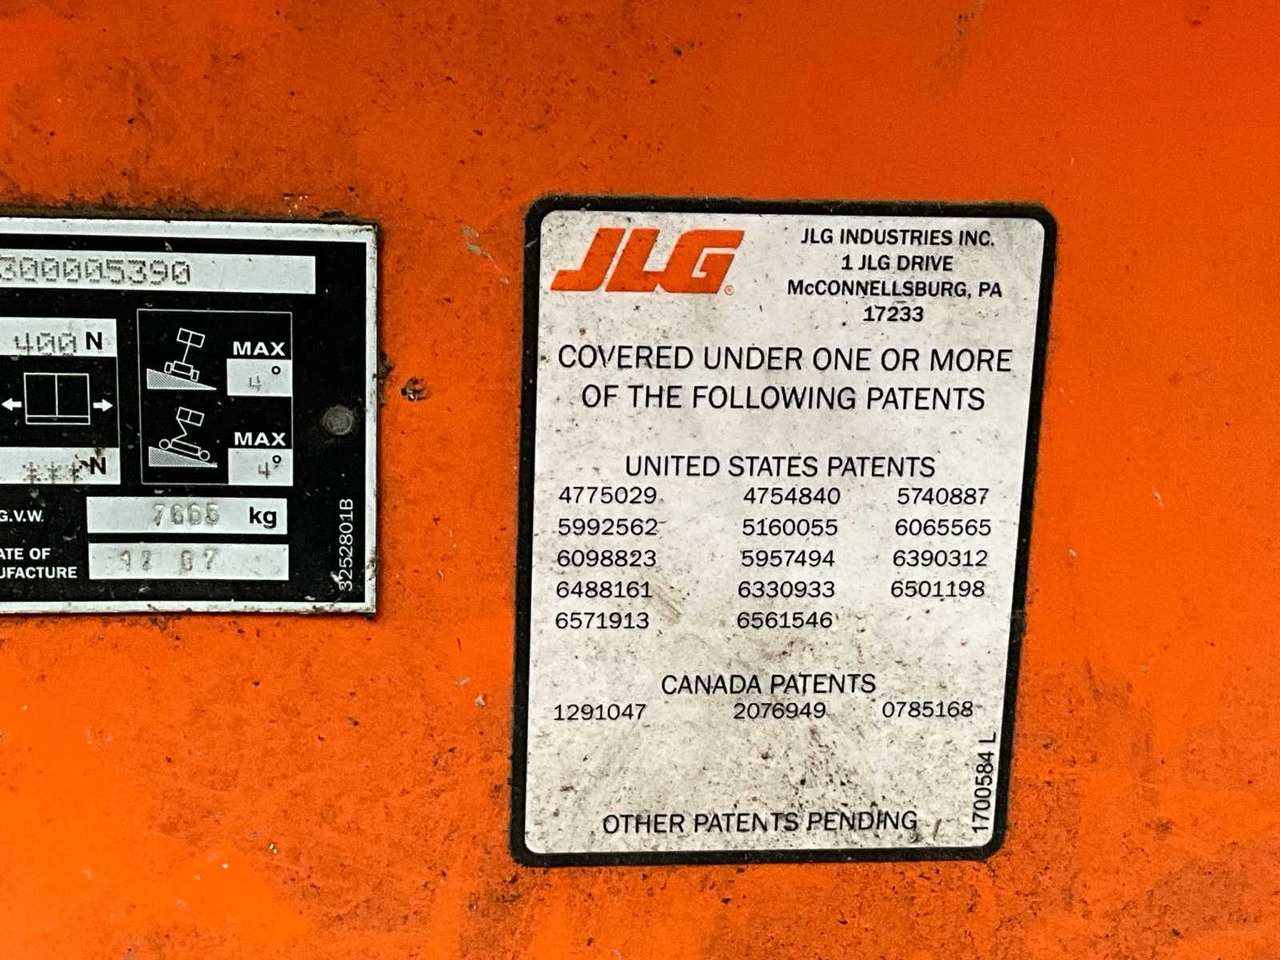 300005390
400 N
MAX
4°
MAX
4°
*** N
G.V.W.
kg
ATE OF
UFACTURE
07
3252801B
JLG®
JLG INDUSTRIES INC.
1 JLG DRIVE
McCONNELLSBURG, PA
17233
COVERED UNDER ONE OR MORE
OF THE FOLLOWING PATENTS
UNITED STATES PATENTS
4775029 4754840 5740887
5992562 5160055 6065565
6098823 5957494 6390312
6488161 6330933 6501198
6571913 6561546
CANADA PATENTS
1291047 2076949 0785168
OTHER PATENTS PENDING
1700584 L